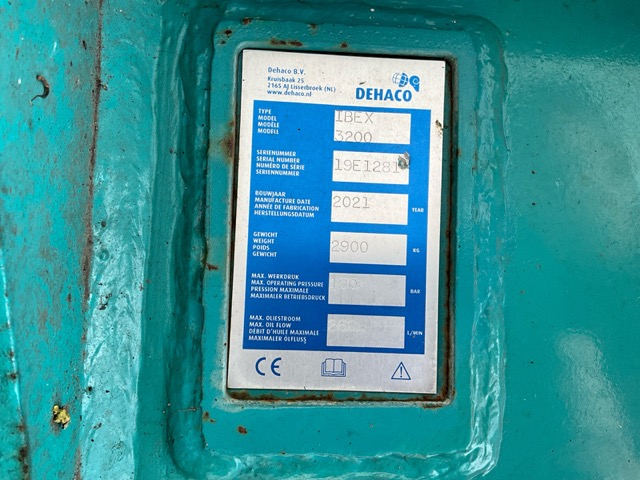 Dehaco B.V.
Kruisbaak 25
2165 AJ Lisserbroek (NL)
www.dehaco.nl
DEHACO
TYPE
MODEL
MODÈLE
MODELL
IBEX
3200
SERIENUMMER
SERIAL NUMBER
NUMÉRO DE SÉRIE
SERIENNUMMER
19E1281
BOUWJAAR
MANUFACTURE DATE
ANNÉE DE FABRICATION
HERSTELLUNGSDATUM
2021
YEAR
GEWICHT
WEIGHT
POIDS
GEWICHT
2900
KG
MAX. WERKDRUK
MAX. OPERATING PRESSURE
PRESSION MAXIMALE
MAXIMALER BETRIEBSDRUCK
BAR
MAX. OLIESTROOM
MAX. OIL FLOW
DÉBIT D'HUILE MAXIMALE
MAXIMALER ÖLFLUSS
L/MIN
CE